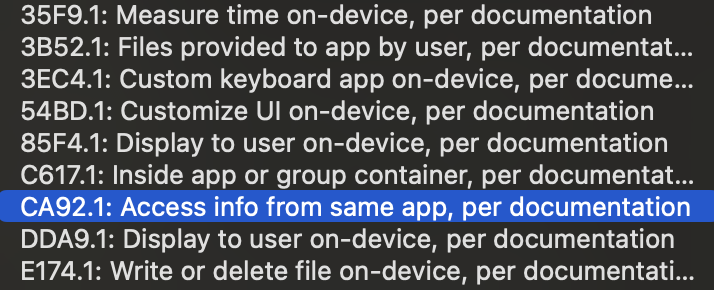 35F9.1: Measure time on-device, per documentation
3B52.1: Files provided to app by user, per documentat...
3EC4.1: Custom keyboard app on-device, per docume...
54BD.1: Customize UI on-device, per documentation
85F4.1: Display to user on-device, per documentation
C617.1: Inside app or group container, per documentat...
CA92.1: Access info from same app, per documentation
DDA9.1: Display to user on-device, per documentation
E174.1: Write or delete file on-device, per documentati...